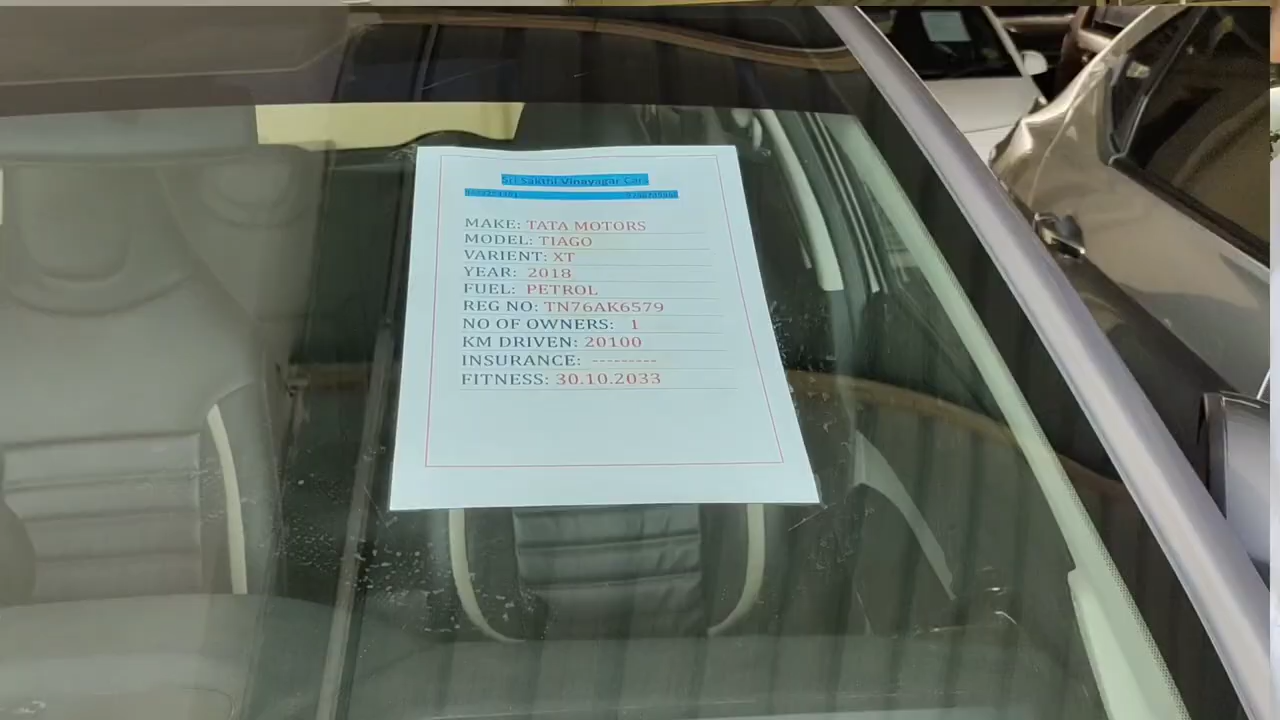 Sri Sakthi Vinayagar Cars
MAKE: TATA MOTORS
MODEL: TIAGO
VARIENT: XT
YEAR: 2018
FUEL: PETROL
REG NO: TN76AK6579
NO OF OWNERS: 1
KM DRIVEN: 20100
INSURANCE: ---------
FITNESS: 30.10.2033